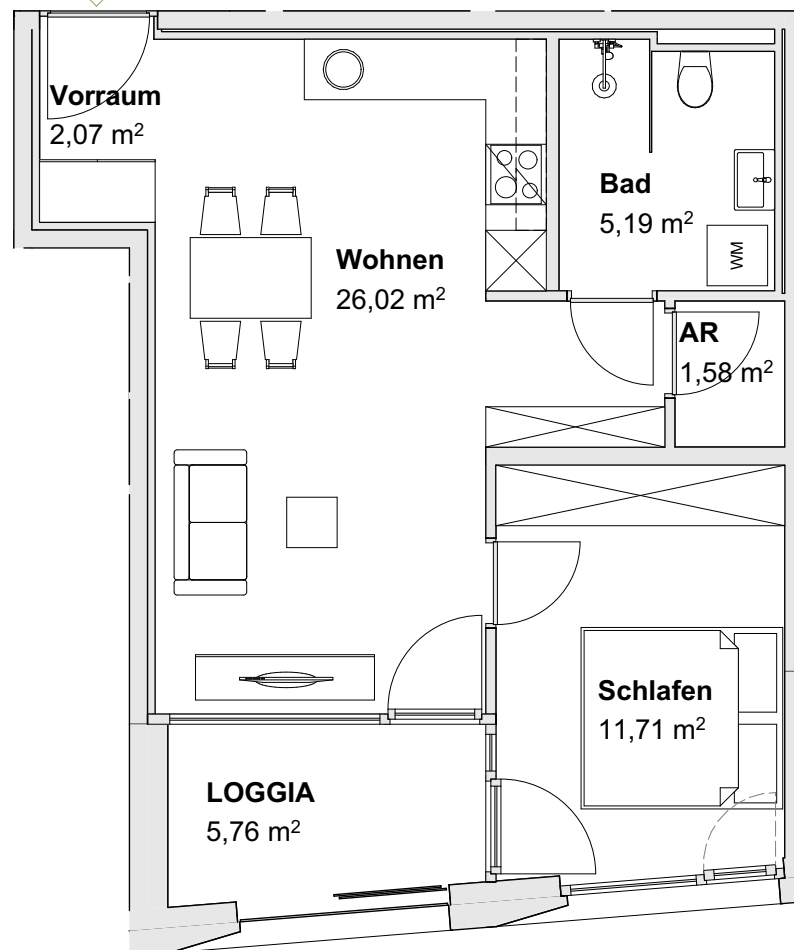 Vorraum
2,07 m²
Bad
5,19 m²
WM
Wohnen
26,02 m²
AR
1,58 m²
Schlafen
11,71 m²
LOGGIA
5,76 m²